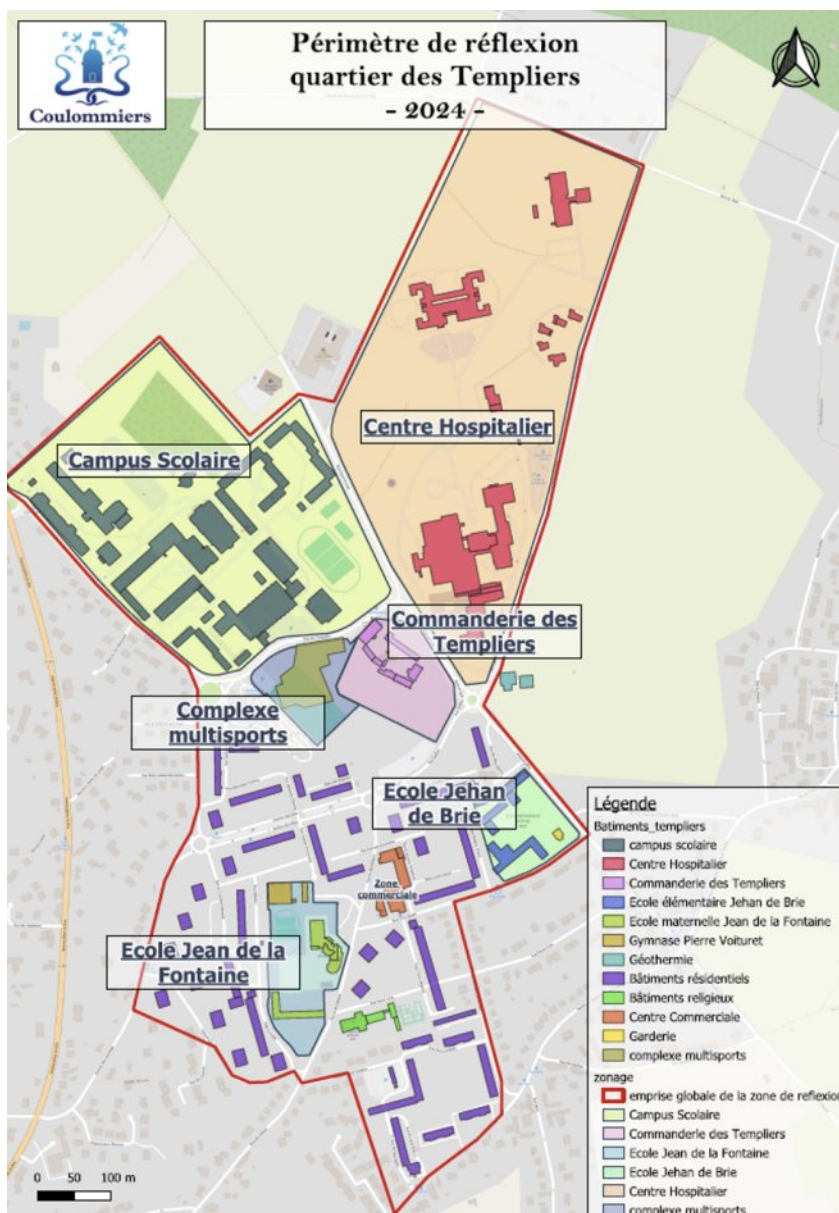 Coulommiers
Périmètre de réflexion
quartier des Templiers
- 2024 -
Centre Hospitalier
Campus Scolaire
Commanderie des
Templiers
Complexe
multisports
Ecole Jehan
de Brie
Zone
commerciale
Ecole Jean de la
Fontaine
Légende
Batiments_templiers
campus scolaire
Centre Hospitalier
Commanderie des Templiers
Ecole élémentaire Jehan de Brie
Ecole maternelle Jean de la Fontaine
Gymnase Pierre Voituret
Géothermie
Bâtiments résidentiels
Bâtiments religieux
Centre Commerciale
Garderie
complexe multisports
zonage
emprise globale de la zone de reflexion
Campus Scolaire
Commanderie des Templiers
Ecole Jean de la Fontaine
Ecole Jehan de Brie
Centre Hospitalier
complexe multisports
0 50 100 m